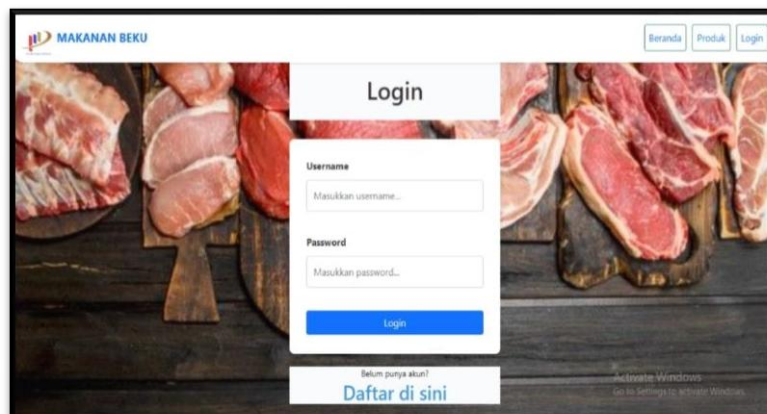 MAKANAN BEKU
Beranda Produk Login
Login
Username
Masukkan username...
Password
Masukkan password...
Login
Belum punya akun?
Daftar di sini
Activate Windows
Go to Settings to activate Windows.